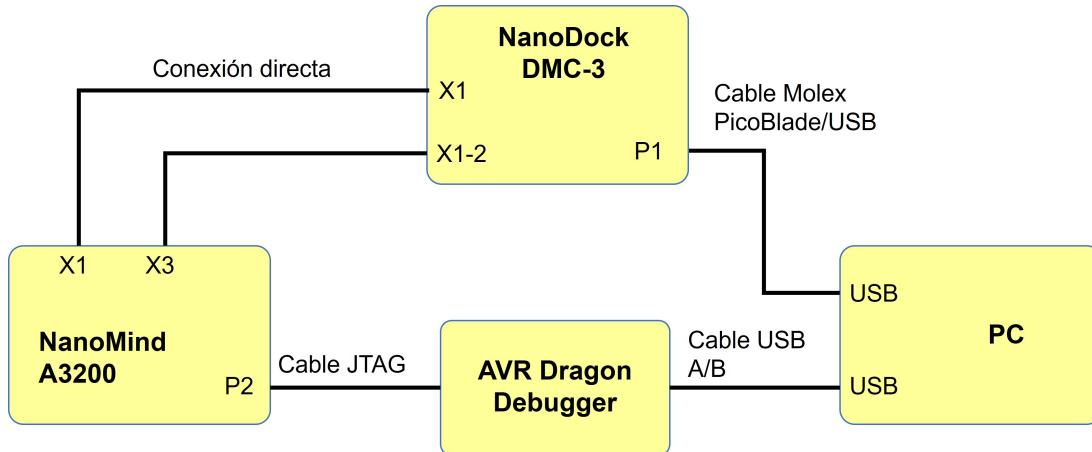 NanoDock
DMC-3
Conexión directa
X1
Cable Molex
PicoBlade/USB
X1-2
P1
X1
X3
USB
NanoMind
A3200
PC
Cable USB
A/B
Cable JTAG
AVR Dragon
Debugger
P2
USB